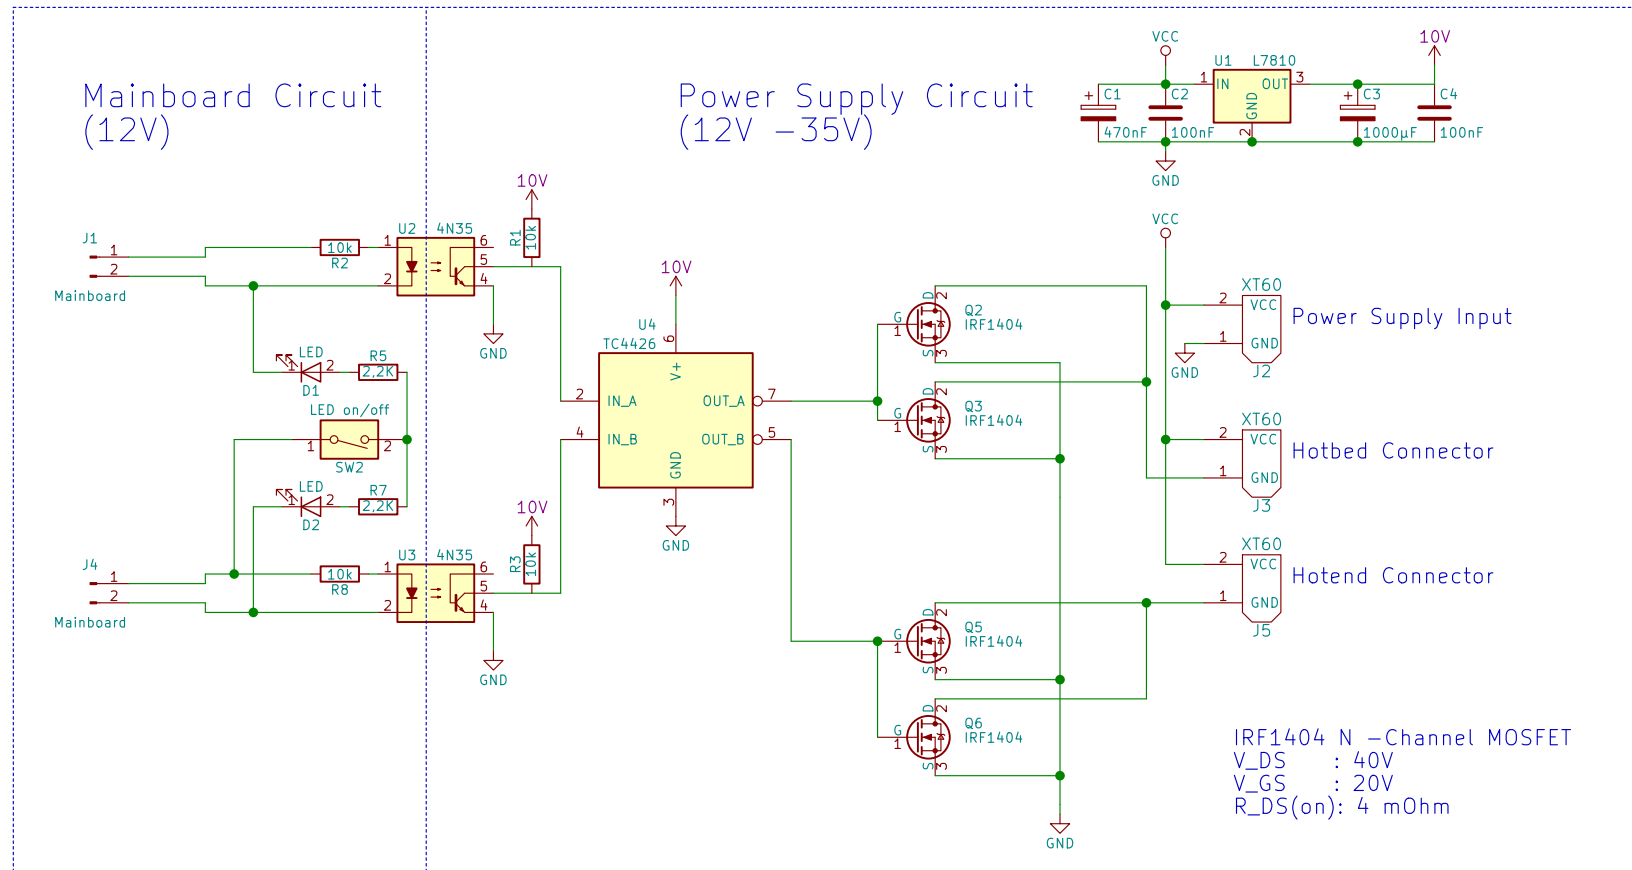 Mainboard Circuit
(12V)
Power Supply Circuit
(12V -35V)
VCC
U1 L7810
1 IN OUT 3
GND
2
10V
C1
470nF
C2
100nF
C3
1000µF
C4
100nF
GND
J1
1
2
Mainboard
10k
R2
U2 4N35
1
2
6
5
4
10V
R1
10k
GND
LED
1 2
D1
R5
2,2K
LED on/off
1 2
SW2
LED
1 2
D2
R7
2,2K
J4
1
2
Mainboard
10k
R8
U3 4N35
1
2
6
5
4
10V
R3
10k
GND
10V
U4
TC4426
6
V+
2 IN_A OUT_A 7
4 IN_B OUT_B 5
GND
3
GND
G
1
D
2
S
3
Q2
IRF1404
G
1
D
2
S
3
Q3
IRF1404
G
1
D
2
S
3
Q5
IRF1404
G
1
D
2
S
3
Q6
IRF1404
GND
VCC
XT60
2 VCC
1 GND
J2
GND
Power Supply Input
XT60
2 VCC
1 GND
J3
Hotbed Connector
XT60
2 VCC
1 GND
J5
Hotend Connector
IRF1404 N -Channel MOSFET
V_DS : 40V
V_GS : 20V
R_DS(on): 4 mOhm